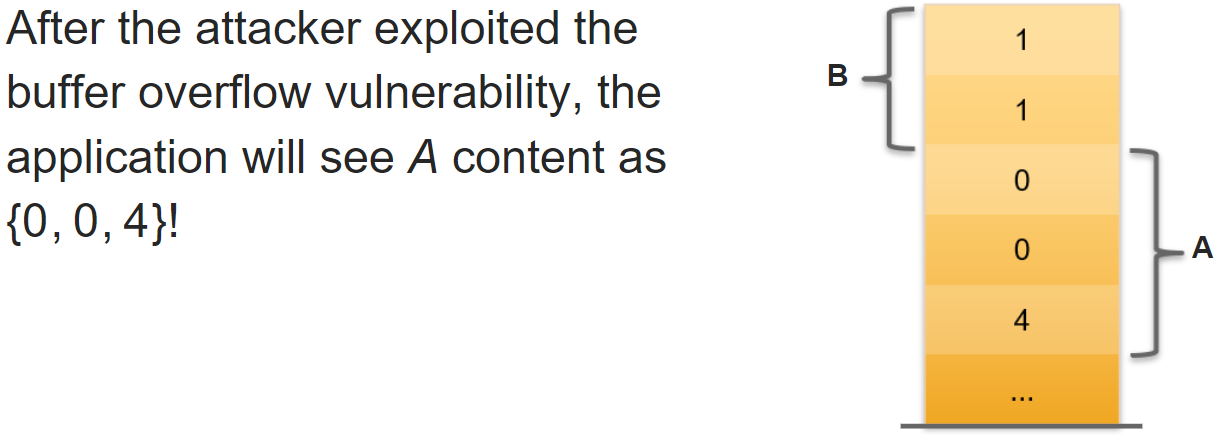 After the attacker exploited the
buffer overflow vulnerability, the
application will see A content as
{0, 0, 4}!
B
1
1
0
0
4
...
A